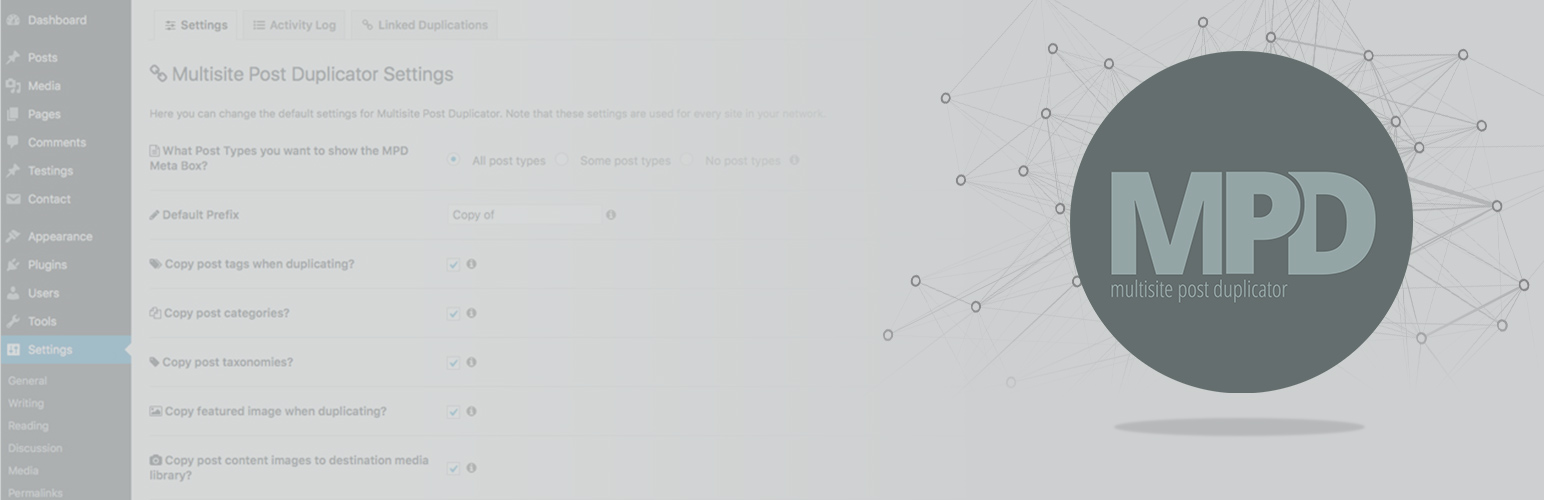 Dashboard
Posts
Media
Pages
Comments
Testings
Contact
Appearance
Plugins
Users
Tools
Settings
General
Writing
Reading
Discussion
Media
Permalinks
Settings
Activity Log
Linked Duplications
Multisite Post Duplicator Settings
Here you can change the default settings for Multisite Post Duplicator. Note that these settings are used for every site in your network.
What Post Types you want to show the MPD
Meta Box?
All post types
Some post types
No post types
Default Prefix
Copy of
Copy post tags when duplicating?
Copy post categories?
Copy post taxonomies?
Copy featured image when duplicating?
Copy post content images to destination media
library?
MPD
multisite post duplicator